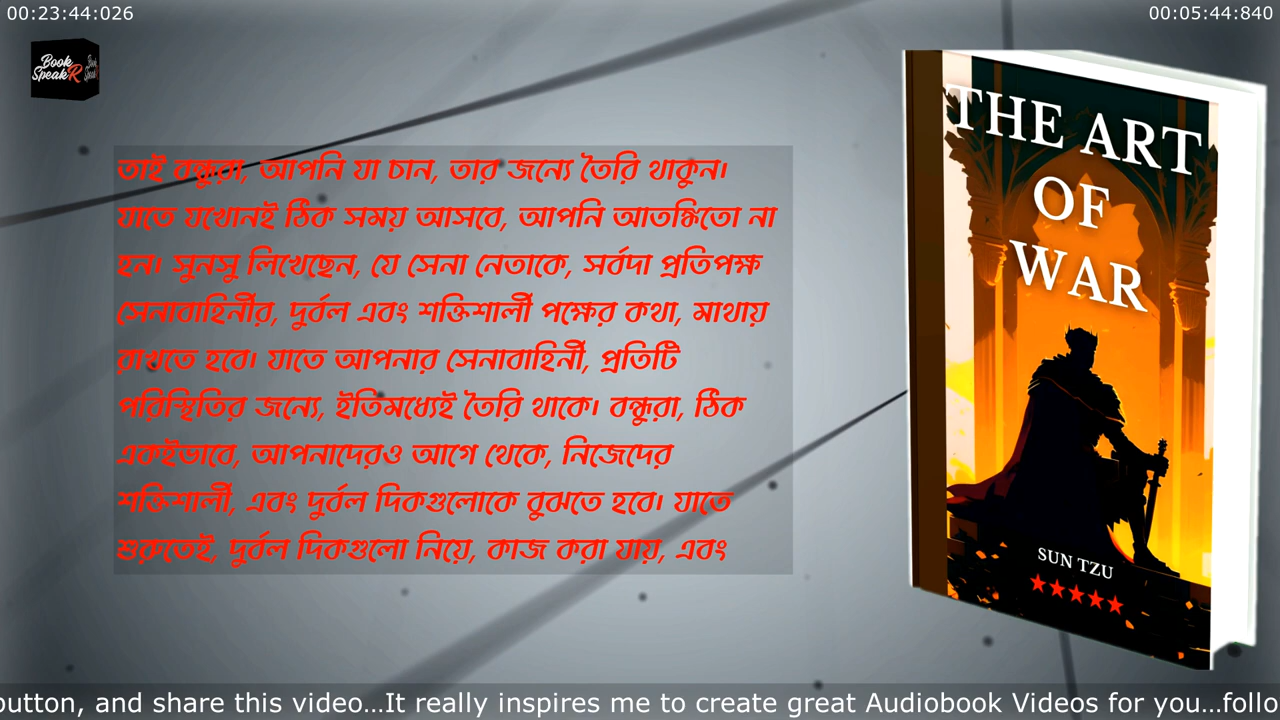 00:23:44:026
00:05:44:840
Book
SpeakR
Book
Speak
THE ART
OF
WAR
SUN TZU
তাই বন্ধুরা, আপনি যা চান, তার জন্যে তৈরি থাকুন।
যাতে যখোনই ঠিক সময় আসবে, আপনি আতঙ্কিতো না
হন। সুনসু লিখেছেন, যে সেনা নেতাকে, সর্বদা প্রতিপক্ষ
সেনাবাহিনীর, দুর্বল এবং শক্তিশালী পক্ষের কথা, মাথায়
রাখতে হবে। যাতে আপনার সেনাবাহিনী, প্রতিটি
পরিস্থিতির জন্যে, ইতিমধ্যেই তৈরি থাকে। বন্ধুরা, ঠিক
একইভাবে, আপনাদেরও আগে থেকে, নিজেদের
শক্তিশালী, এবং দুর্বল দিকগুলোকে বুঝতে হবে। যাতে
শুরুতেই, দুর্বল দিকগুলো নিয়ে, কাজ করা যায়, এবং
button, and share this video...It really inspires me to create great Audiobook Videos for you...follo